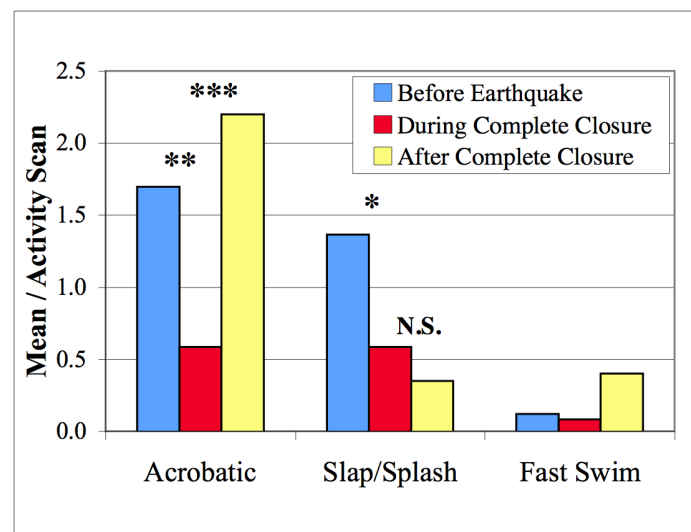 2.5
2.0
1.5
1.0
0.5
0.0
Mean / Activity Scan
***
**
*
N.S.
Before Earthquake
During Complete Closure
After Complete Closure
Acrobatic
Slap/Splash
Fast Swim